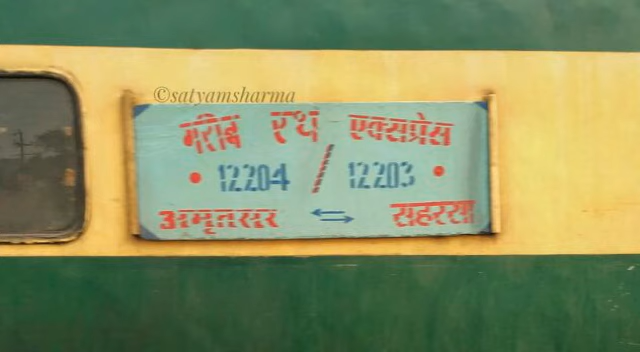 ©satyamsharma
गरीब रथ एक्सप्रेस
• 12204 / 12203 •
अमृतसर ⇆ सहरसा